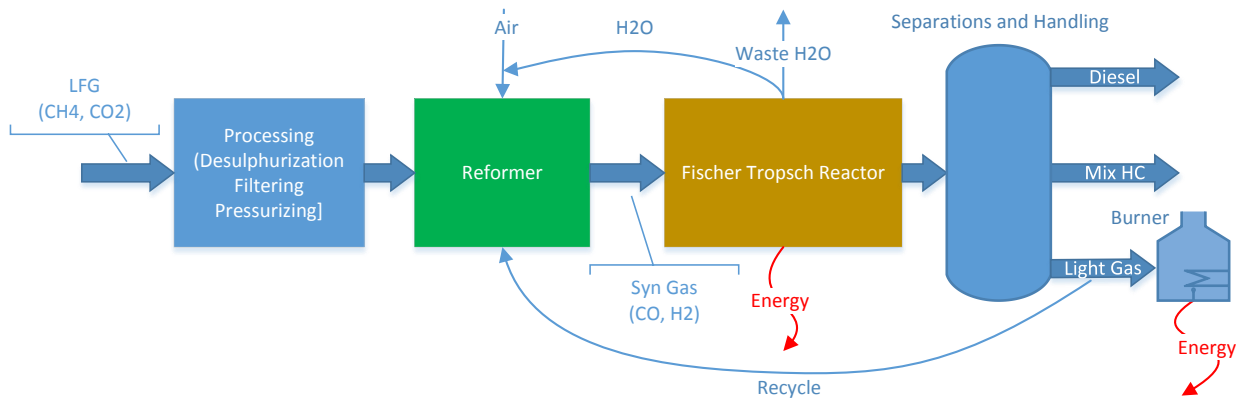 Air
H2O
Waste H2O
Separations and Handling
LFG
(CH4, CO2)
Processing
(Desulphurization
Filtering
Pressurizing]
Reformer
Fischer Tropsch Reactor
Diesel
Mix HC
Burner
Light Gas
Syn Gas
(CO, H2)
Energy
Energy
Recycle